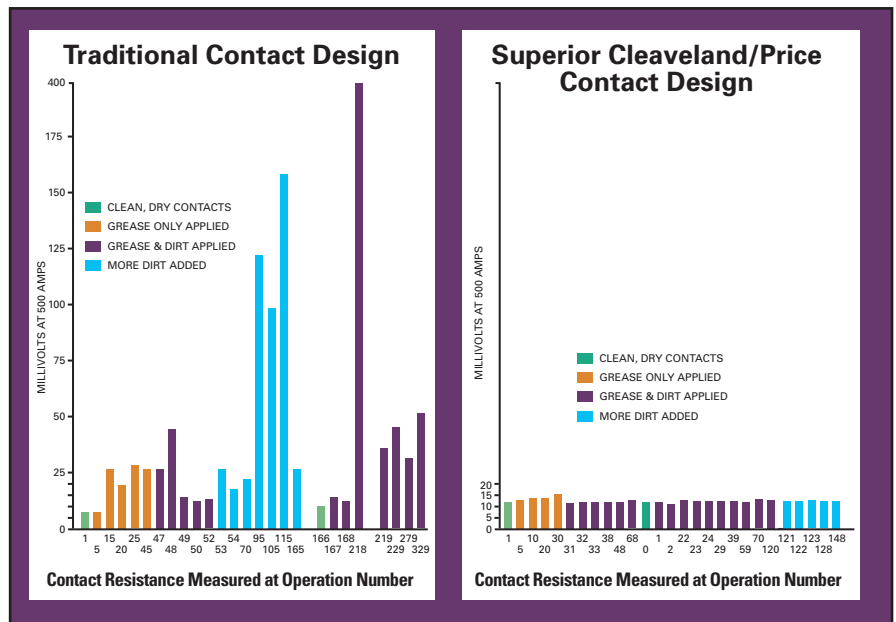 Traditional Contact Design
400
175
150
125
100
75
50
25
0
MILLIVOLTS AT 500 AMPS
CLEAN, DRY CONTACTS
GREASE ONLY APPLIED
GREASE & DIRT APPLIED
MORE DIRT ADDED
1 15 25 47 49 52 54 95 115 166 168 219 279
5 20 45 48 50 53 70 105 165 167 218 229 329
Contact Resistance Measured at Operation Number
Superior Cleaveland/Price
Contact Design
MILLIVOLTS AT 500 AMPS
CLEAN, DRY CONTACTS
GREASE ONLY APPLIED
GREASE & DIRT APPLIED
MORE DIRT ADDED
20
15
10
5
0
1 10 30 32 38 68 1 22 24 39 70 121 123 148
5 20 31 33 48 0 2 23 29 59 120 122 128
Contact Resistance Measured at Operation Number